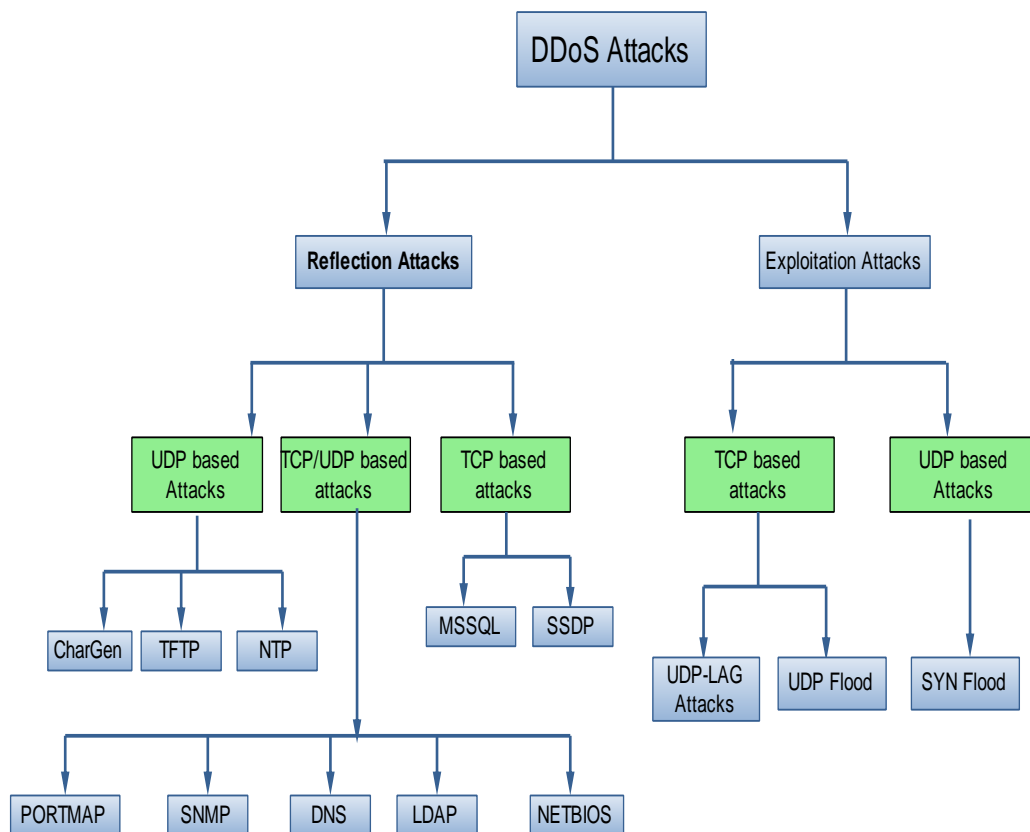 DDoS Attacks
Reflection Attacks
Exploitation Attacks
UDP based
Attacks
TCP/UDP based
attacks
TCP based
attacks
TCP based
attacks
UDP based
Attacks
CharGen
TFTP
NTP
MSSQL
SSDP
UDP-LAG
Attacks
UDP Flood
SYN Flood
PORTMAP
SNMP
DNS
LDAP
NETBIOS